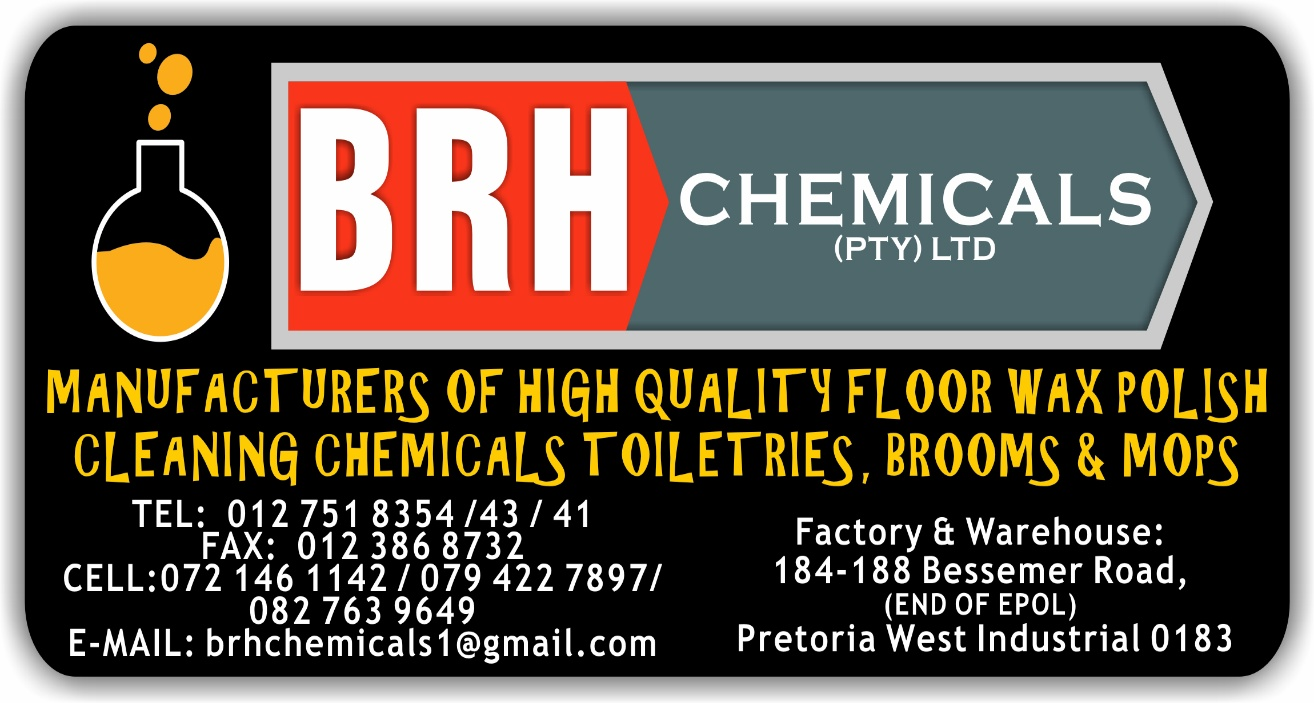 BRH
CHEMICALS
(PTY) LTD
MANUFACTURERS OF HIGH QUALITY FLOOR WAX POLISH
CLEANING CHEMICALS TOILETRIES, BROOMS & MOPS
TEL: 012 751 8354 /43 / 41
FAX: 012 386 8732
CELL:072 146 1142 / 079 422 7897/
082 763 9649
E-MAIL: brhchemicals1@gmail.com
Factory & Warehouse:
184-188 Bessemer Road,
(END OF EPOL)
Pretoria West Industrial 0183